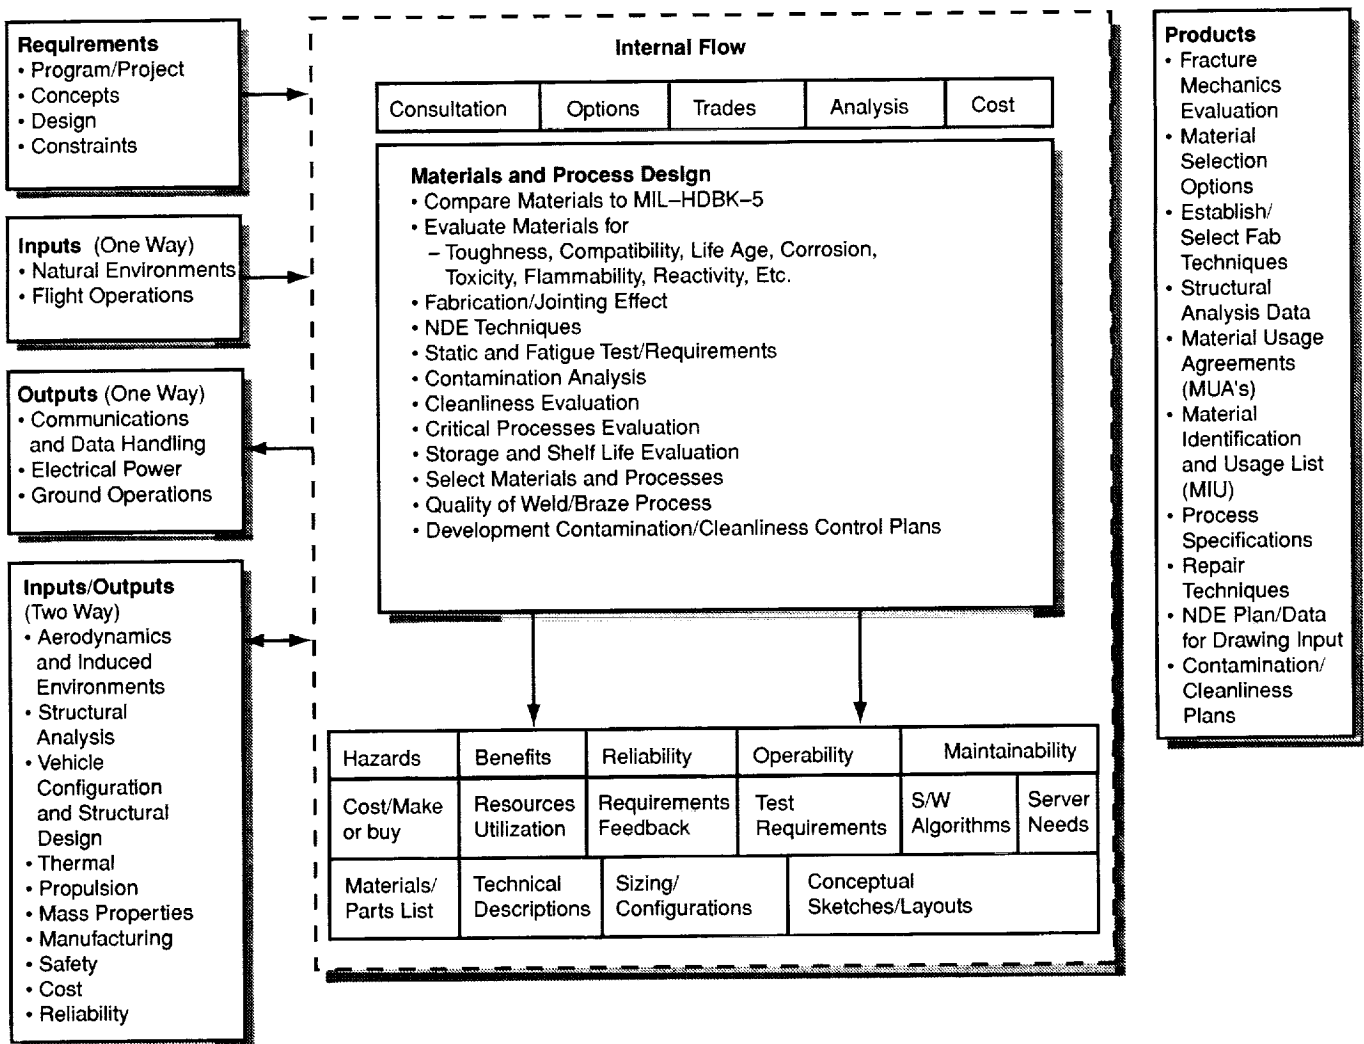 Requirements
• Program/Project
• Concepts
• Design
• Constraints
Inputs (One Way)
• Natural Environments
• Flight Operations
Outputs (One Way)
• Communications
and Data Handling
• Electrical Power
• Ground Operations
Inputs/Outputs
(Two Way)
• Aerodynamics
and Induced
Environments
• Structural
Analysis
• Vehicle
Configuration
and Structural
Design
• Thermal
• Propulsion
• Mass Properties
• Manufacturing
• Safety
• Cost
• Reliability
Internal Flow
Consultation Options Trades Analysis Cost
Materials and Process Design
• Compare Materials to MIL–HDBK–5
• Evaluate Materials for
– Toughness, Compatibility, Life Age, Corrosion,
Toxicity, Flammability, Reactivity, Etc.
• Fabrication/Jointing Effect
• NDE Techniques
• Static and Fatigue Test/Requirements
• Contamination Analysis
• Cleanliness Evaluation
• Critical Processes Evaluation
• Storage and Shelf Life Evaluation
• Select Materials and Processes
• Quality of Weld/Braze Process
• Development Contamination/Cleanliness Control Plans
Hazards Benefits Reliability Operability Maintainability
Cost/Make Resources Requirements Test S/W Server
or buy Utilization Feedback Requirements Algorithms Needs
Materials/ Technical Sizing/ Conceptual
Parts List Descriptions Configurations Sketches/Layouts
Products
• Fracture
Mechanics
Evaluation
• Material
Selection
Options
• Establish/
Select Fab
Techniques
• Structural
Analysis Data
• Material Usage
Agreements
(MUA's)
• Material
Identification
and Usage List
(MIU)
• Process
Specifications
• Repair
Techniques
• NDE Plan/Data
for Drawing Input
• Contamination/
Cleanliness
Plans